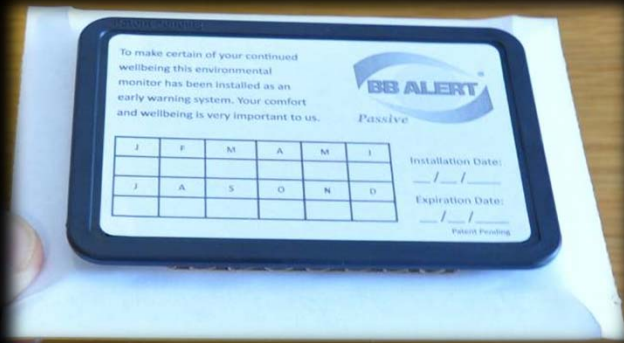 To make certain of your continued
wellbeing this environmental
monitor has been installed as an
early warning system. Your comfort
and wellbeing is very important to us.
BB ALERT
Passive
J F M A M J
J A S O N D
Installation Date:
__/__/____
Expiration Date:
__/__/____
Patent Pending